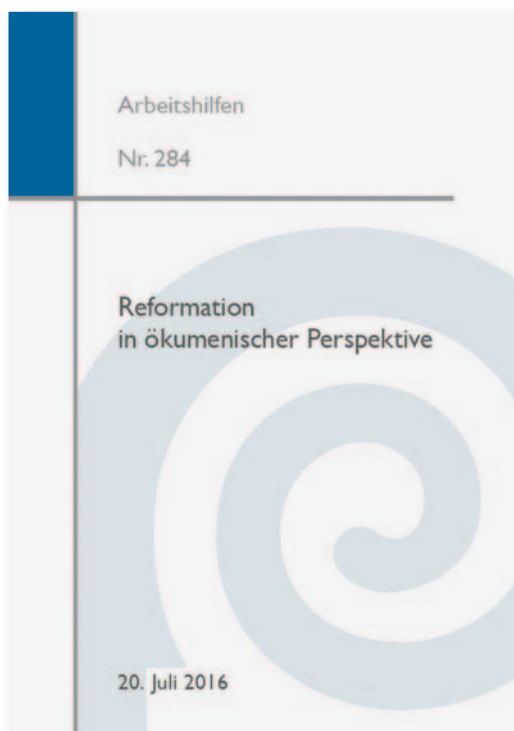 Arbeitshilfen
Nr. 284
Reformation
in ökumenischer Perspektive
20. Juli 2016